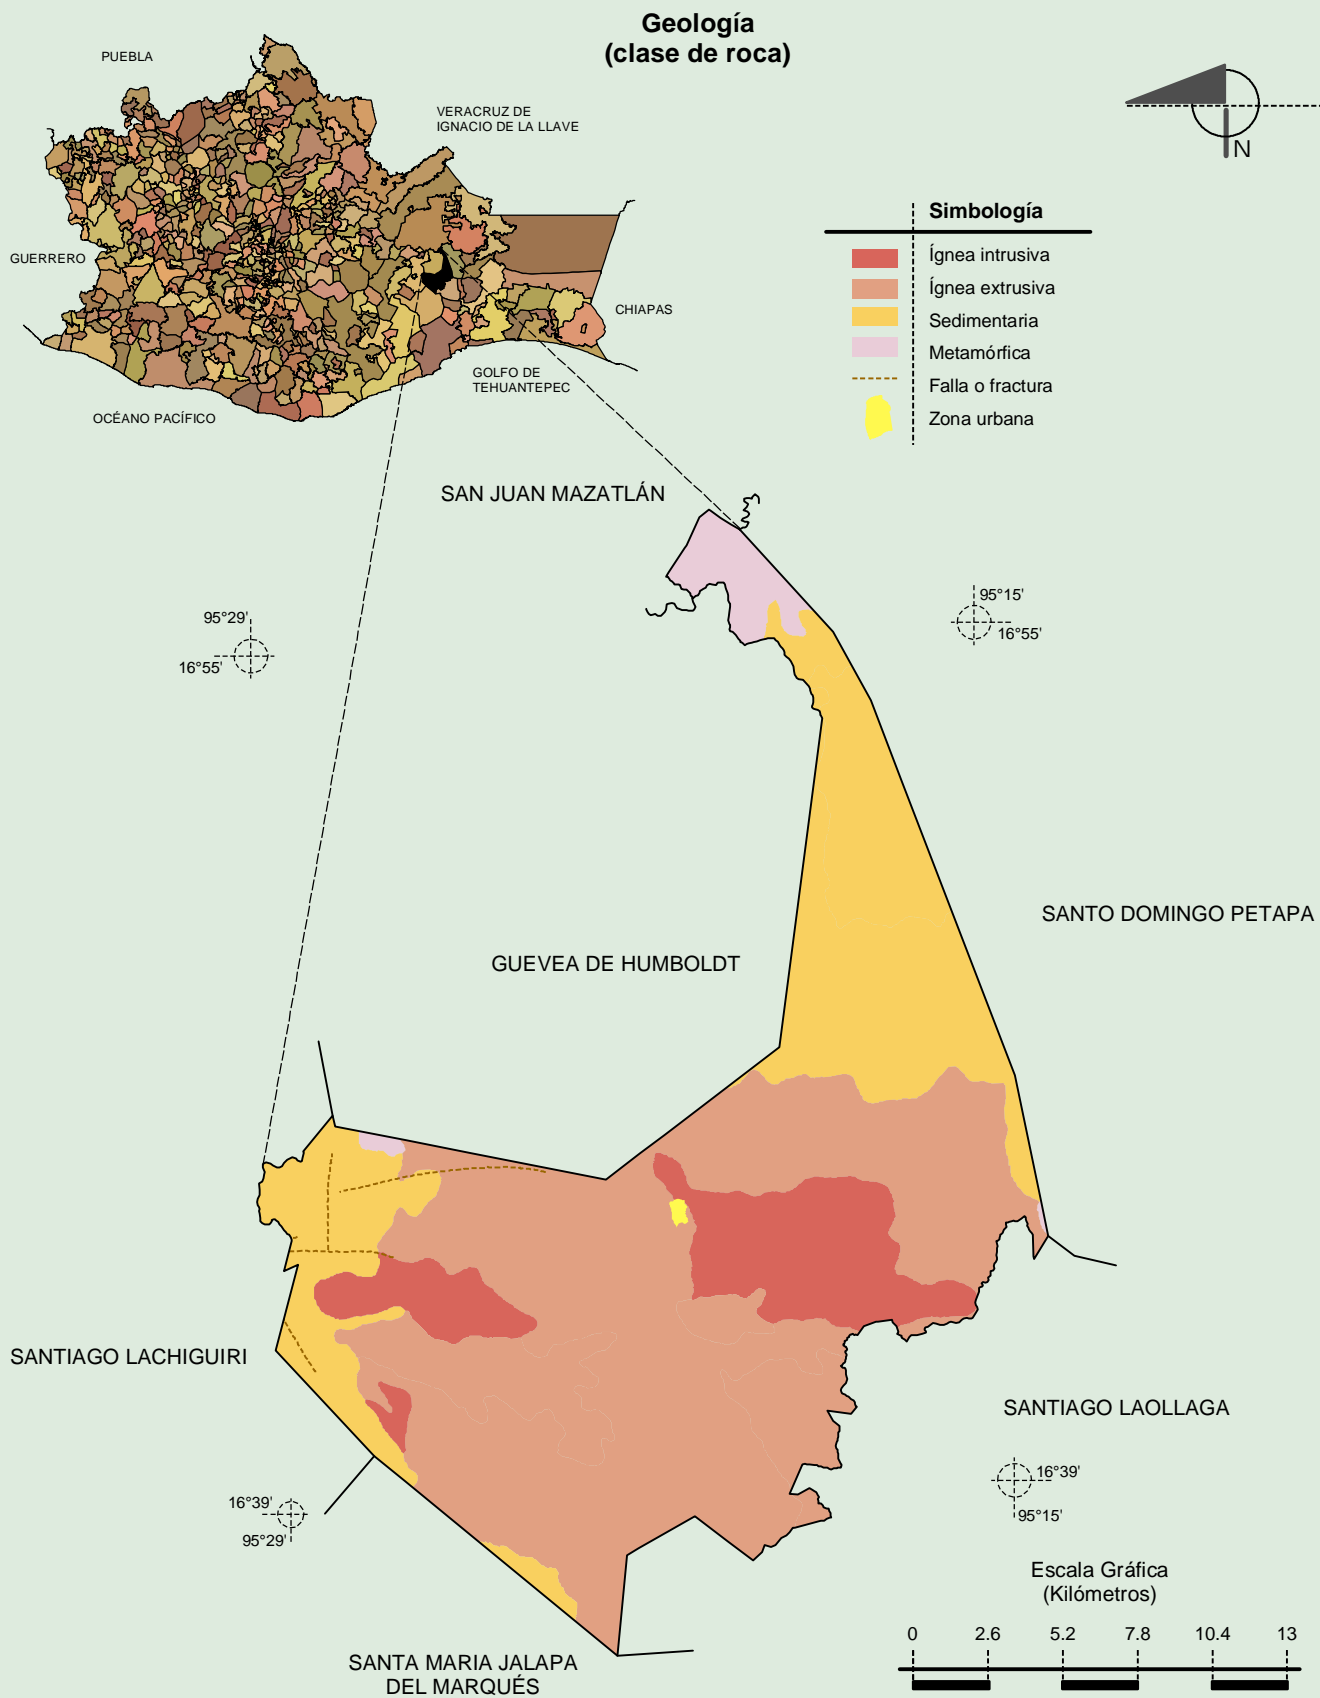 Geología
(clase de roca)
PUEBLA
VERACRUZ DE
IGNACIO DE LA LLAVE
GUERRERO
CHIAPAS
GOLFO DE
TEHUANTEPEC
OCÉANO PACÍFICO
N
Simbología
Ígnea intrusiva
Ígnea extrusiva
Sedimentaria
Metamórfica
Falla o fractura
Zona urbana
SAN JUAN MAZATLÁN
95°29'
16°55'
95°15'
16°55'
SANTO DOMINGO PETAPA
GUEVEA DE HUMBOLDT
SANTIAGO LACHIGUIRI
SANTIAGO LAOLLAGA
16°39'
95°29'
16°39'
95°15'
SANTA MARIA JALAPA
DEL MARQUÉS
Escala Gráfica
(Kilómetros)
0 2.6 5.2 7.8 10.4 13